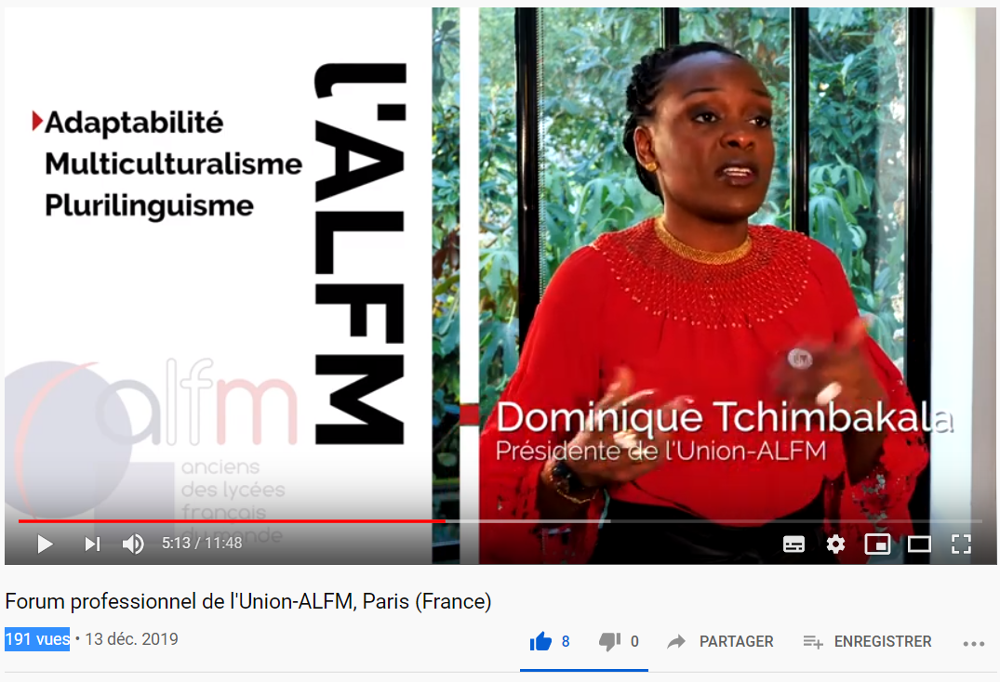 Adaptabilité
Multiculturalisme
Plurilinguisme
l'ALFM
alfm
anciens
des lycées
français
du monde
Dominique Tchimbakala
Présidente de l'Union-ALFM
5:13 / 11:48
Forum professionnel de l'Union-ALFM, Paris (France)
191 vues • 13 déc. 2019
8
0
PARTAGER
ENREGISTRER